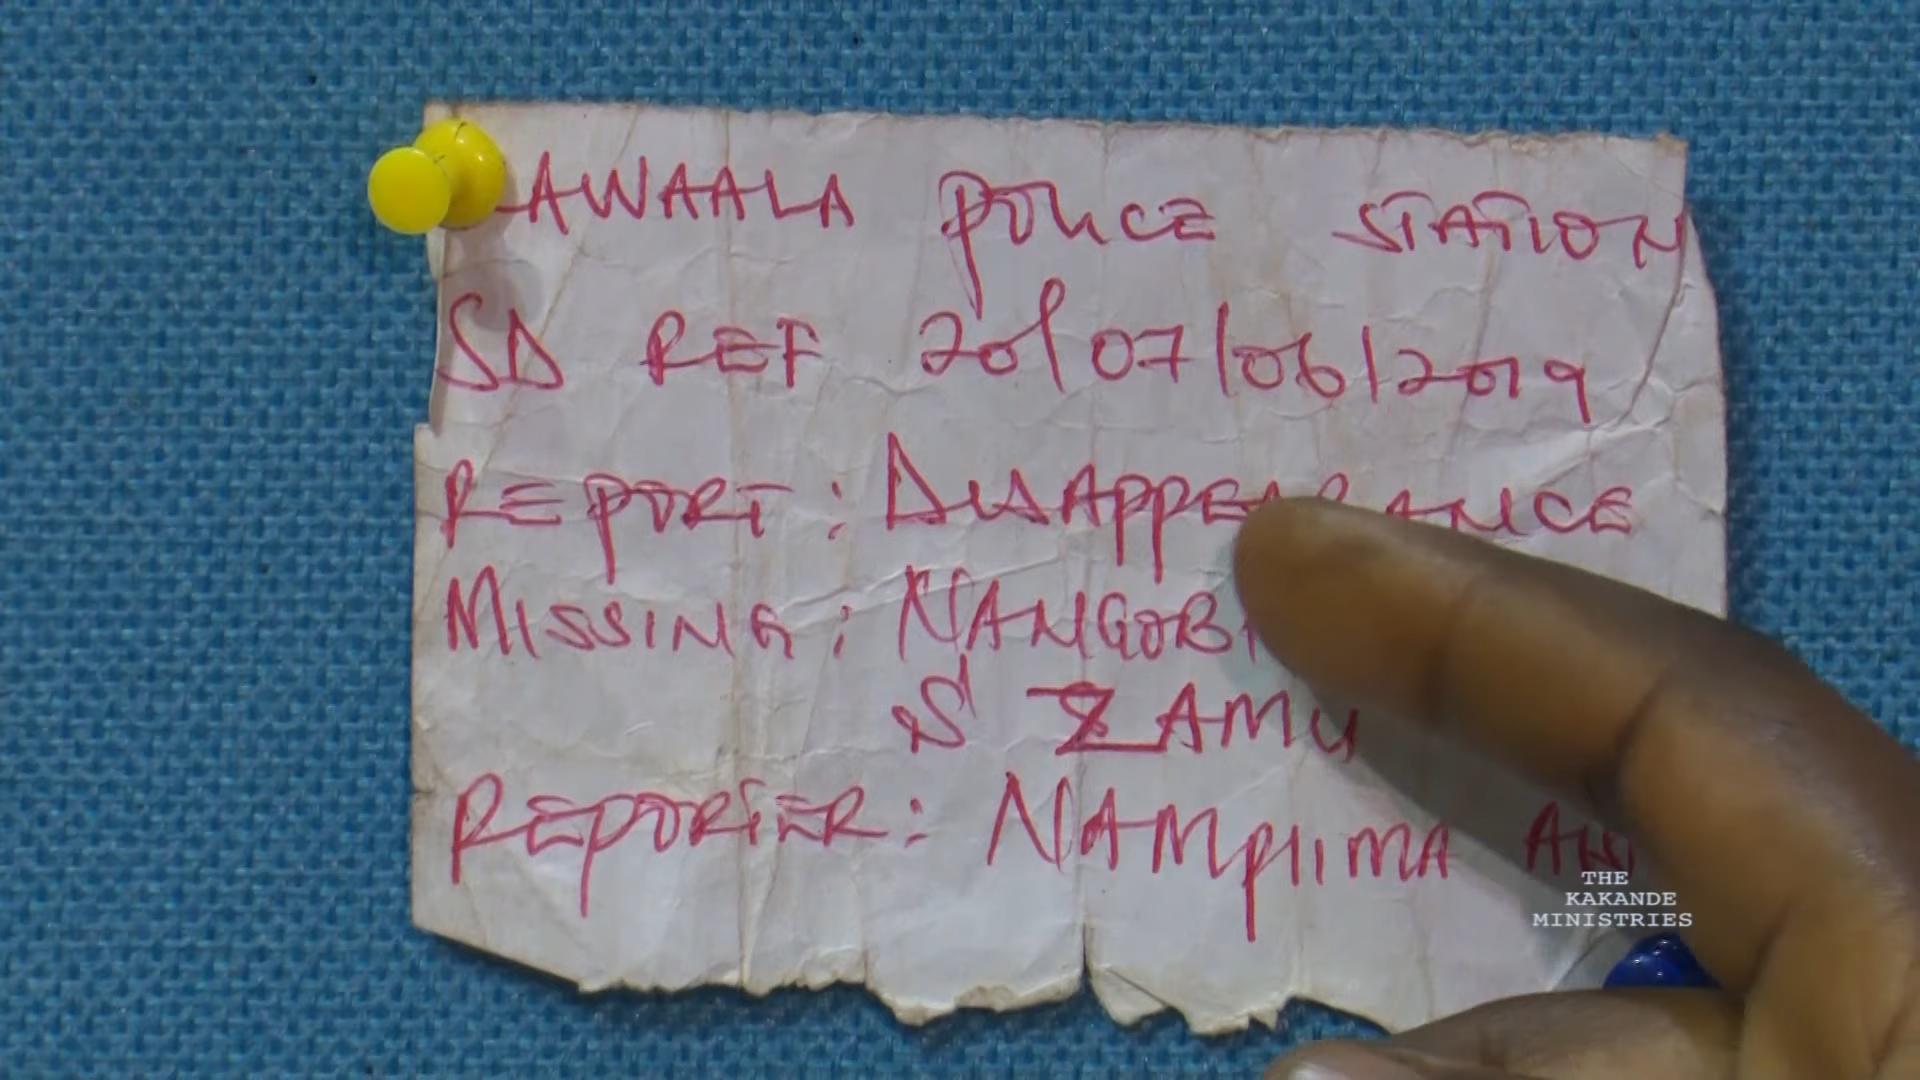 AWAALA POLICE STATION
SD REF 20/07/06/2019
REPORT: DISAPPEARANCE
MISSING: NANGOBI
S ZAMU
REPORTER: NAMPIIMA
THE
KAKANDE
MINISTRIES